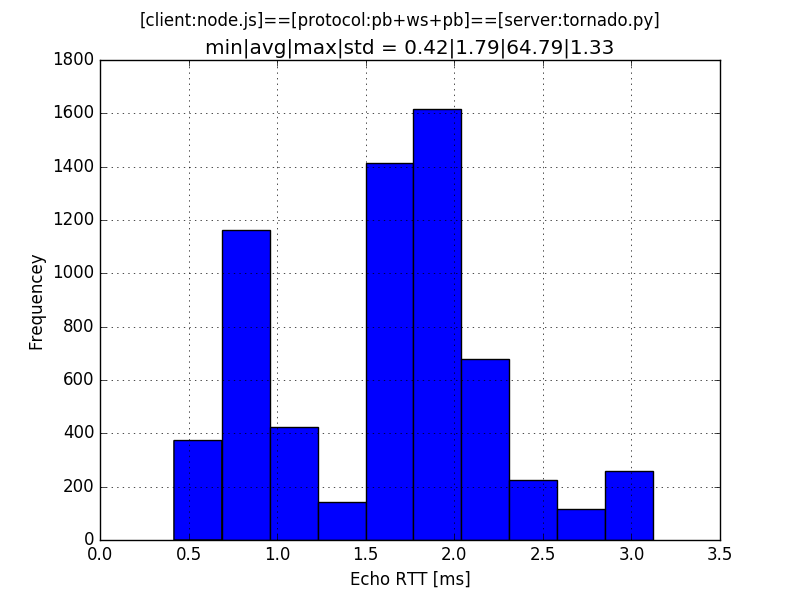 [client:node.js]==[protocol:pb+ws+pb]==[server:tornado.py]
min|avg|max|std = 0.42|1.79|64.79|1.33
1800
1600
1400
1200
1000
800
600
400
200
0
Frequencey
0.0 0.5 1.0 1.5 2.0 2.5 3.0 3.5
Echo RTT [ms]